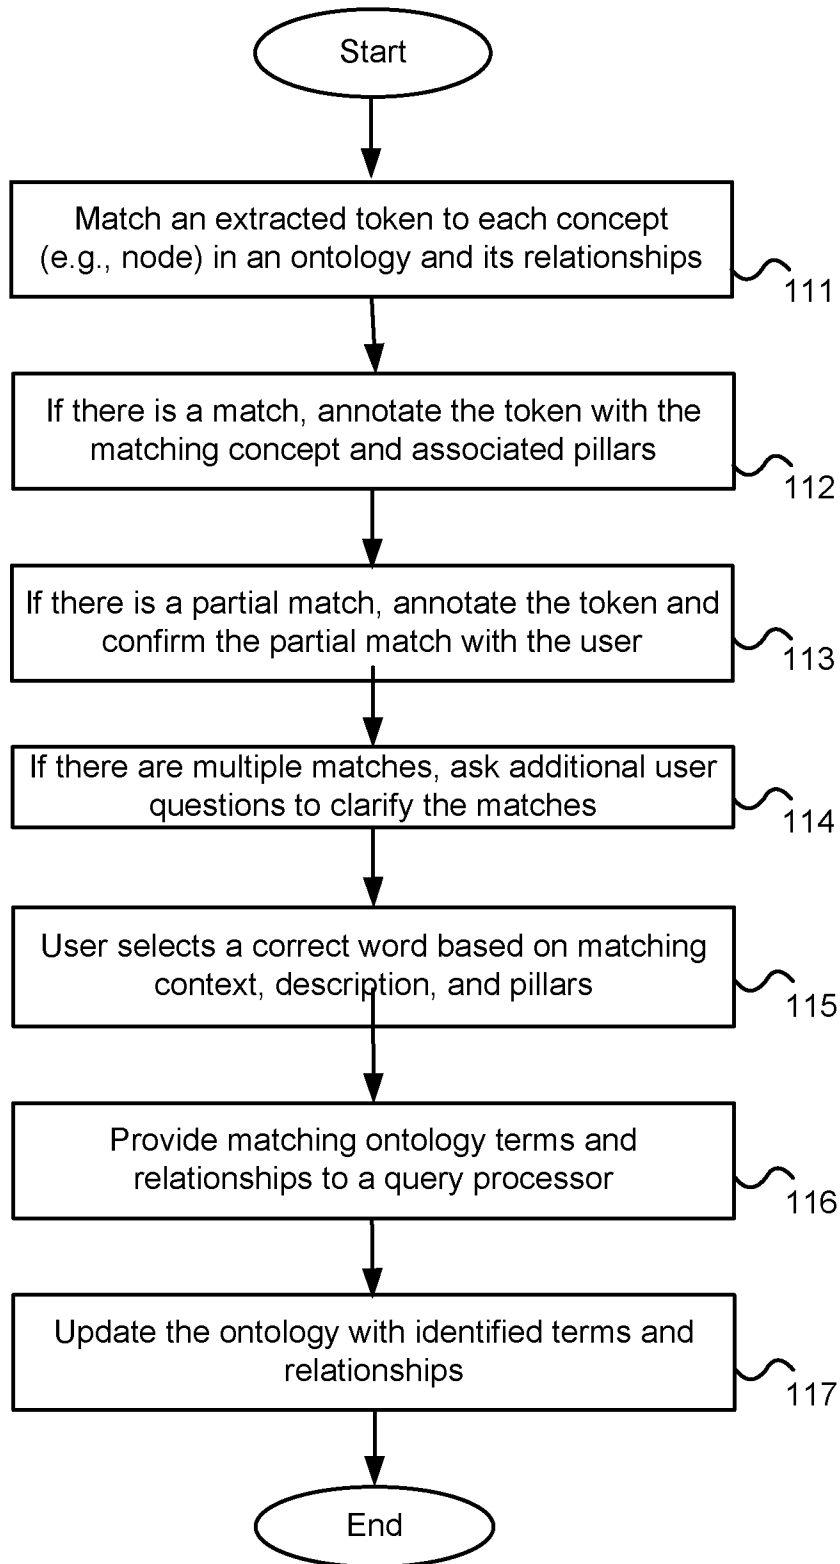 Start
Match an extracted token to each concept
(e.g., node) in an ontology and its relationships
111
If there is a match, annotate the token with the
matching concept and associated pillars
112
If there is a partial match, annotate the token and
confirm the partial match with the user
113
If there are multiple matches, ask additional user
questions to clarify the matches
114
User selects a correct word based on matching
context, description, and pillars
115
Provide matching ontology terms and
relationships to a query processor
116
Update the ontology with identified terms and
relationships
117
End